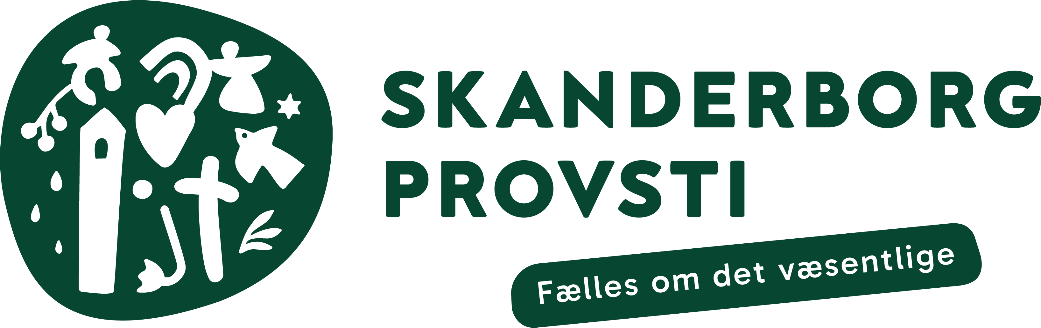 SKANDERBORG
PROVSTI
Fælles om det væsentlige